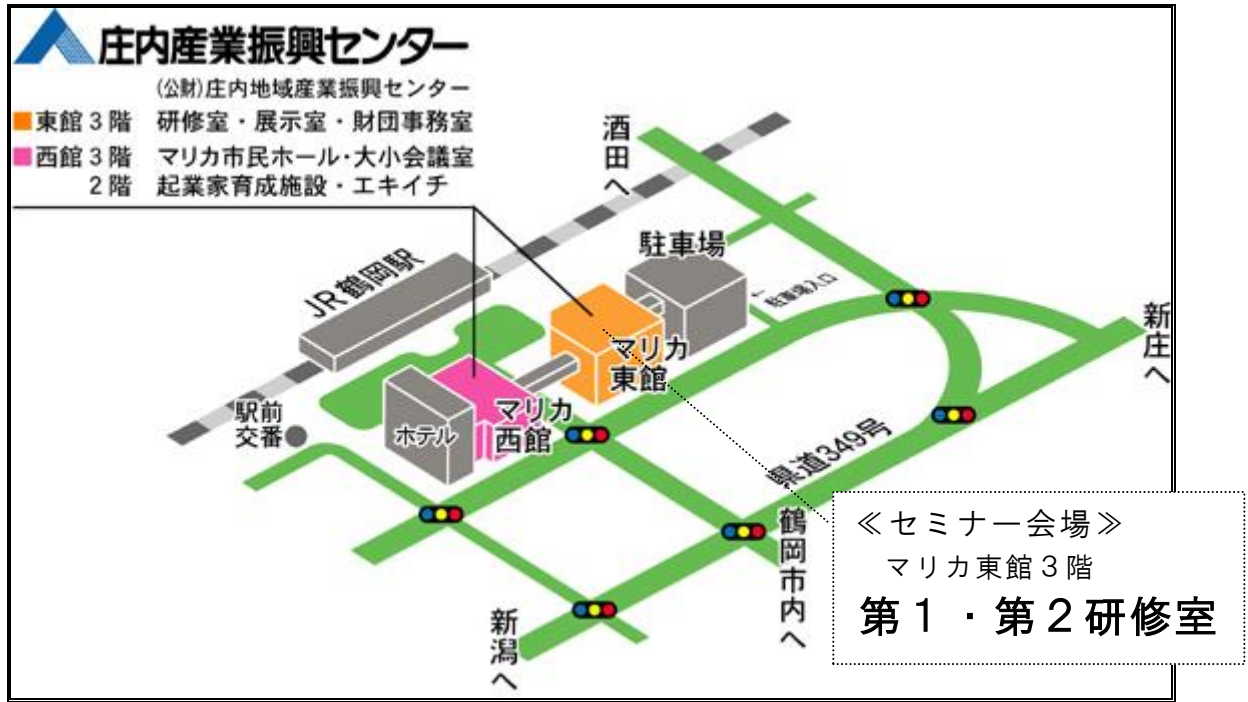 庄内産業振興センター
(公財)庄内地域産業振興センター
■東館3階 研修室・展示室・財団事務室
■西館3階 マリカ市民ホール・大小会議室
2階 起業家育成施設・エキイチ
酒田へ
駐車場
←駐車場入口
JR鶴岡駅
新庄へ
マリカ
東館
駅前
交番
ホテル
マリカ
西館
県道349号
鶴岡市内へ
新潟へ
≪セミナー会場≫
マリカ東館3階
第1・第2研修室